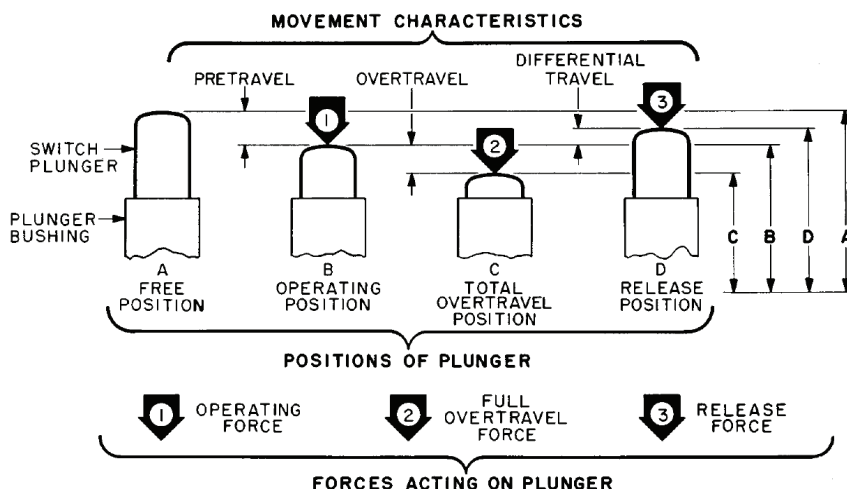 MOVEMENT CHARACTERISTICS
PRETRAVEL
OVERTRAVEL
DIFFERENTIAL
TRAVEL
1
2
3
SWITCH
PLUNGER
PLUNGER
BUSHING
C
B
D
A
A
FREE
POSITION
B
OPERATING
POSITION
C
TOTAL
OVERTRAVEL
POSITION
D
RELEASE
POSITION
POSITIONS OF PLUNGER
1 OPERATING
FORCE
2 FULL
OVERTRAVEL
FORCE
3 RELEASE
FORCE
FORCES ACTING ON PLUNGER